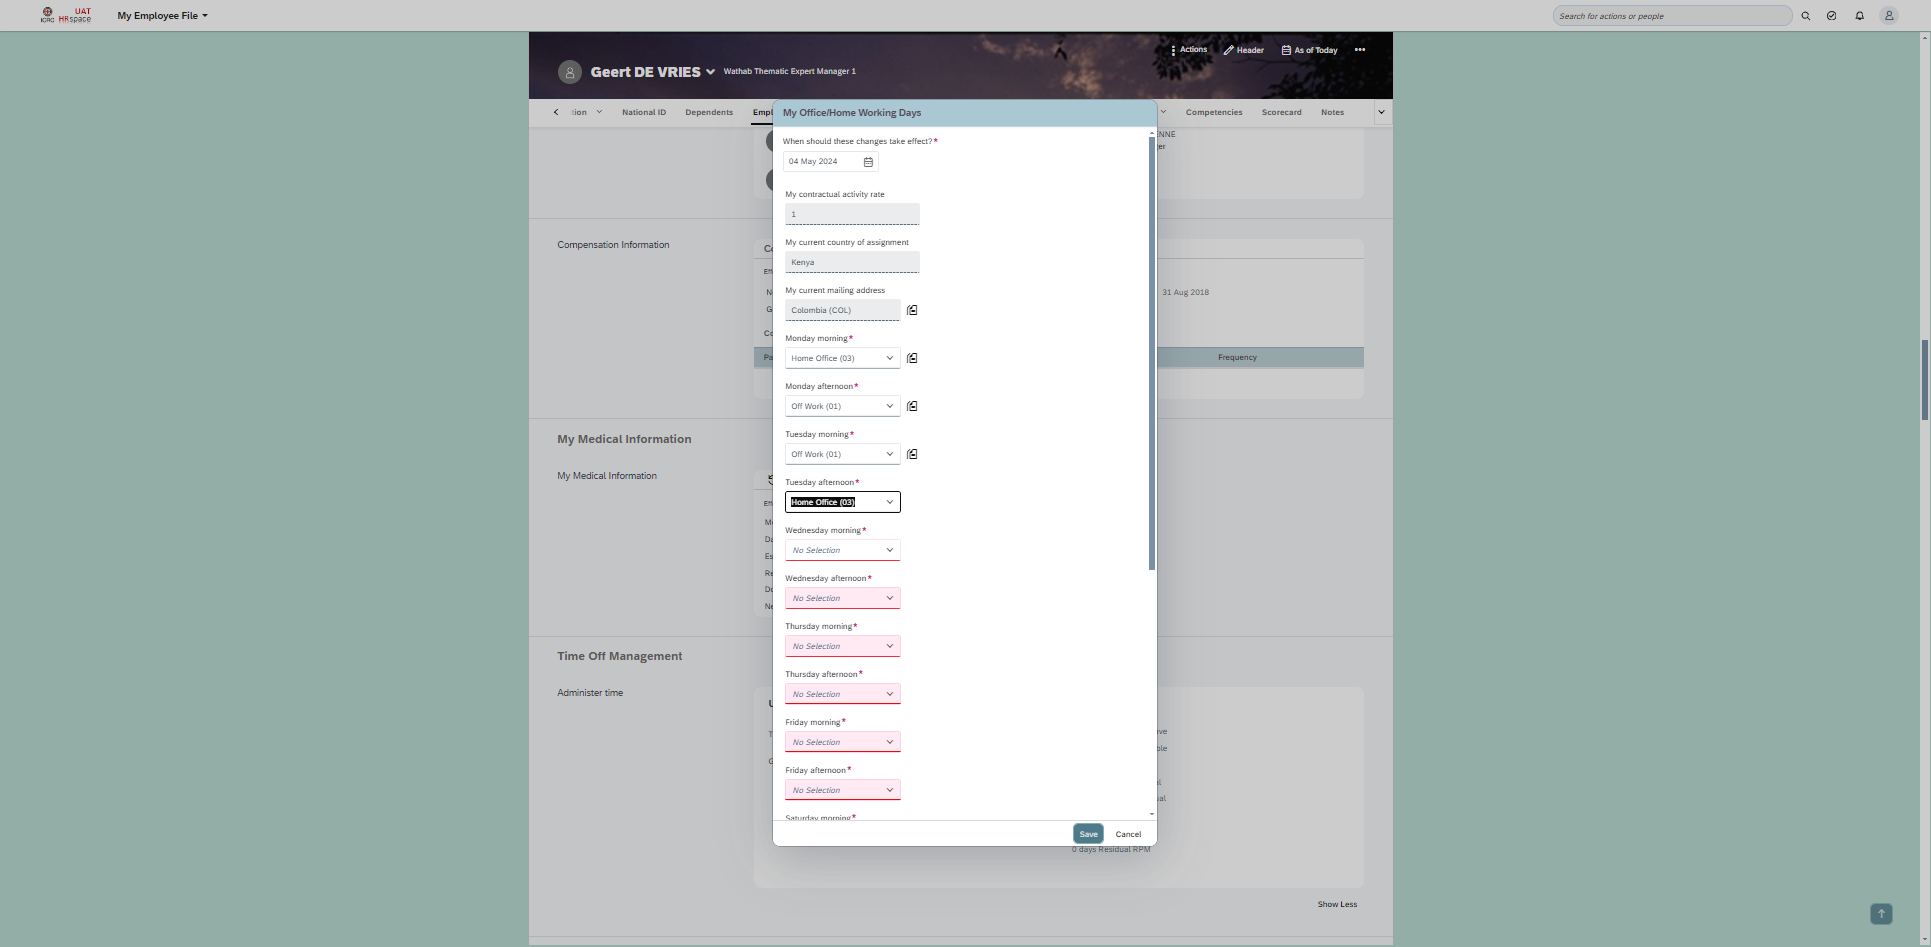 UAT
ICRC HRspace
My Employee File
Search for actions or people
Actions
Header
As of Today
Geert DE VRIES
Wathab Thematic Expert Manager 1
National ID
Dependents
Competencies
Scorecard
Notes
My Office/Home Working Days
When should these changes take effect?*
04 May 2024
My contractual activity rate
1
My current country of assignment
Kenya
My current mailing address
Colombia (COL)
Monday morning*
Home Office (03)
Monday afternoon*
Off Work (01)
Tuesday morning*
Off Work (01)
Tuesday afternoon*
Home Office (03)
Wednesday morning*
No Selection
Wednesday afternoon*
No Selection
Thursday morning*
No Selection
Thursday afternoon*
No Selection
Friday morning*
No Selection
Friday afternoon*
No Selection
Saturday morning*
Save
Cancel
Compensation Information
31 Aug 2018
Frequency
My Medical Information
My Medical Information
Time Off Management
Administer time
0 days Residual RPM
Show Less